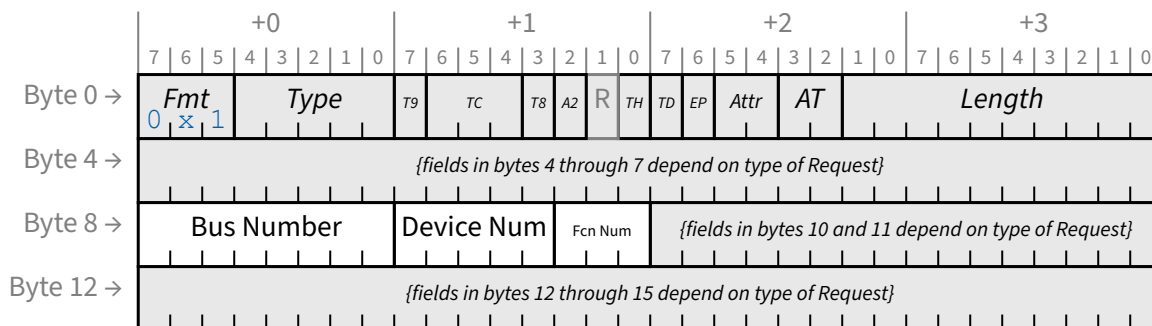 +0 +1 +2 +3
7 6 5 4 3 2 1 0 7 6 5 4 3 2 1 0 7 6 5 4 3 2 1 0 7 6 5 4 3 2 1 0
Byte 0 → Fmt Type T9 TC T8 A2 R TH TD EP Attr AT Length
0 x 1
Byte 4 → {fields in bytes 4 through 7 depend on type of Request}
Byte 8 → Bus Number Device Num Fcn Num {fields in bytes 10 and 11 depend on type of Request}
Byte 12 → {fields in bytes 12 through 15 depend on type of Request}